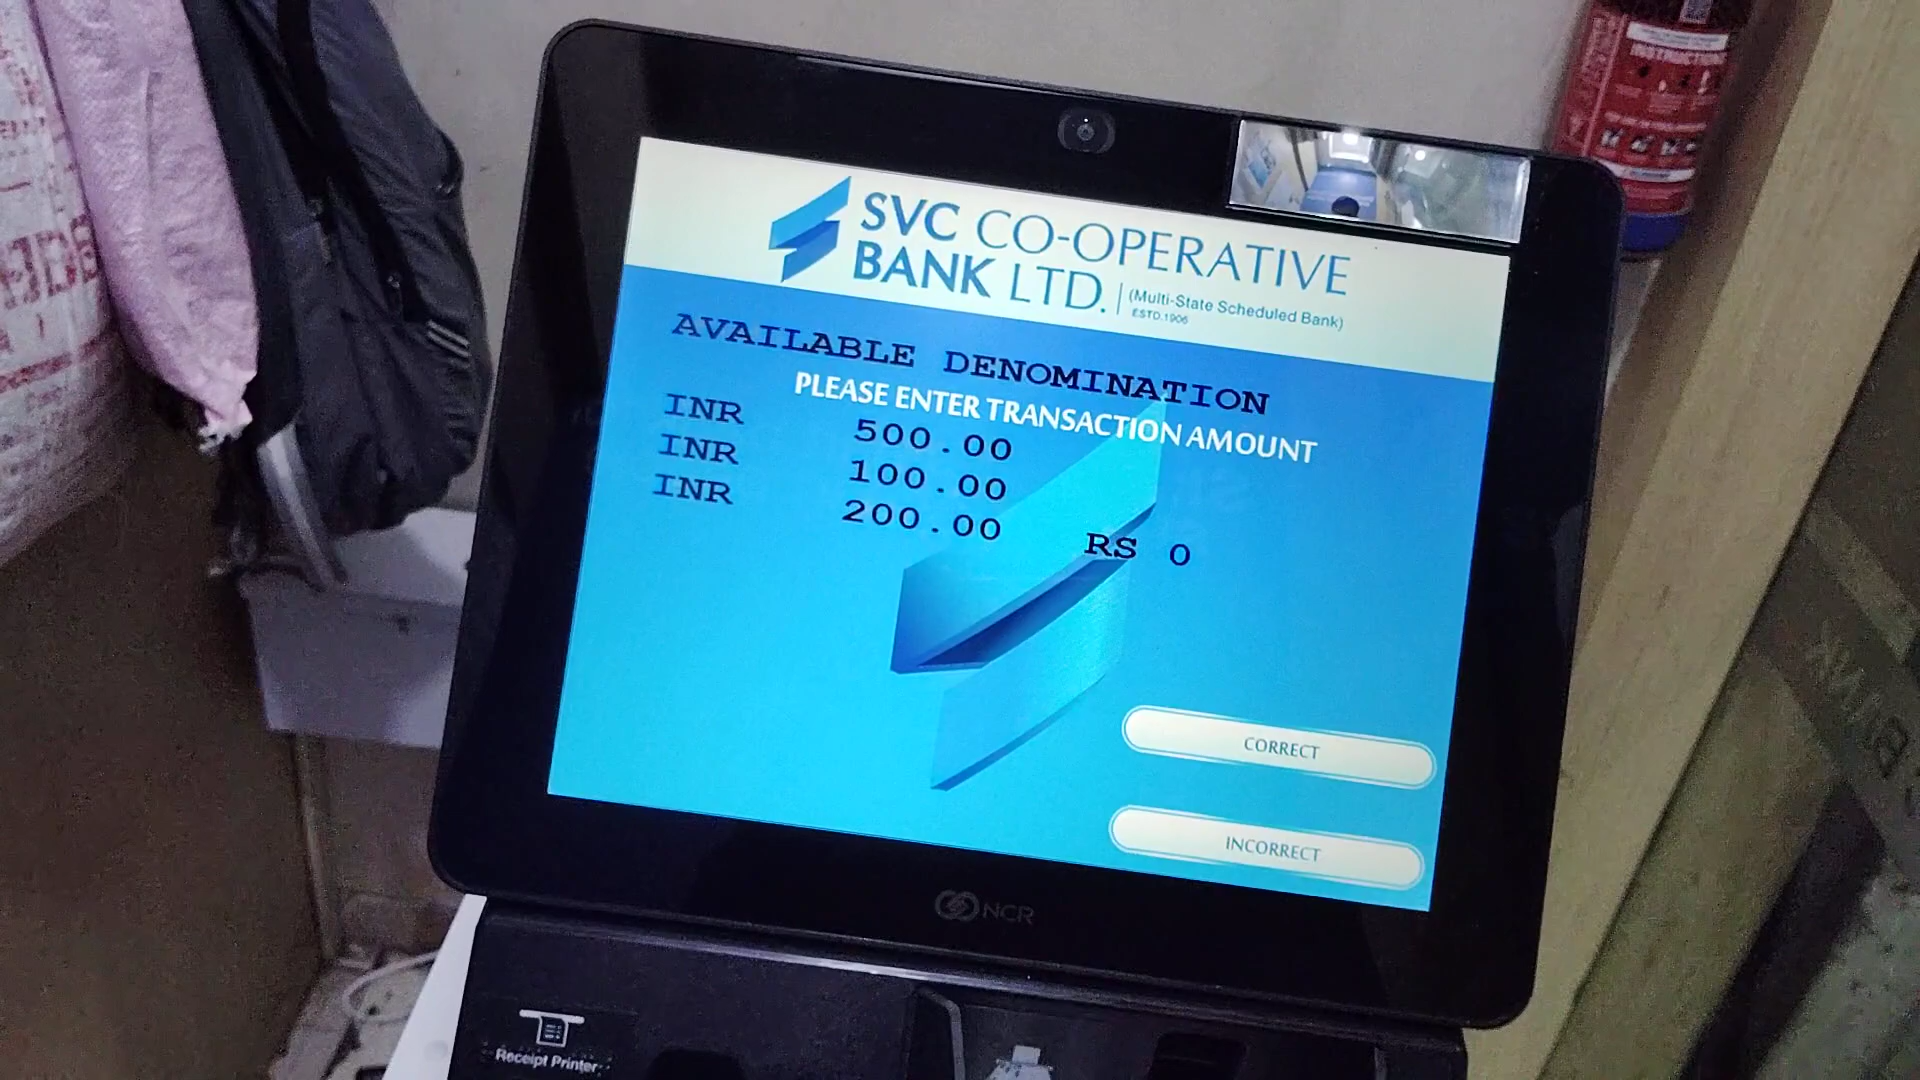 SVC CO-OPERATIVE
BANK LTD.
(Multi-State Scheduled Bank)
ESTD.1906
AVAILABLE DENOMINATION
PLEASE ENTER TRANSACTION AMOUNT
INR 500.00
INR 100.00
INR 200.00
RS 0
CORRECT
INCORRECT
NCR
Receipt Printer
INSTRUCTIONS